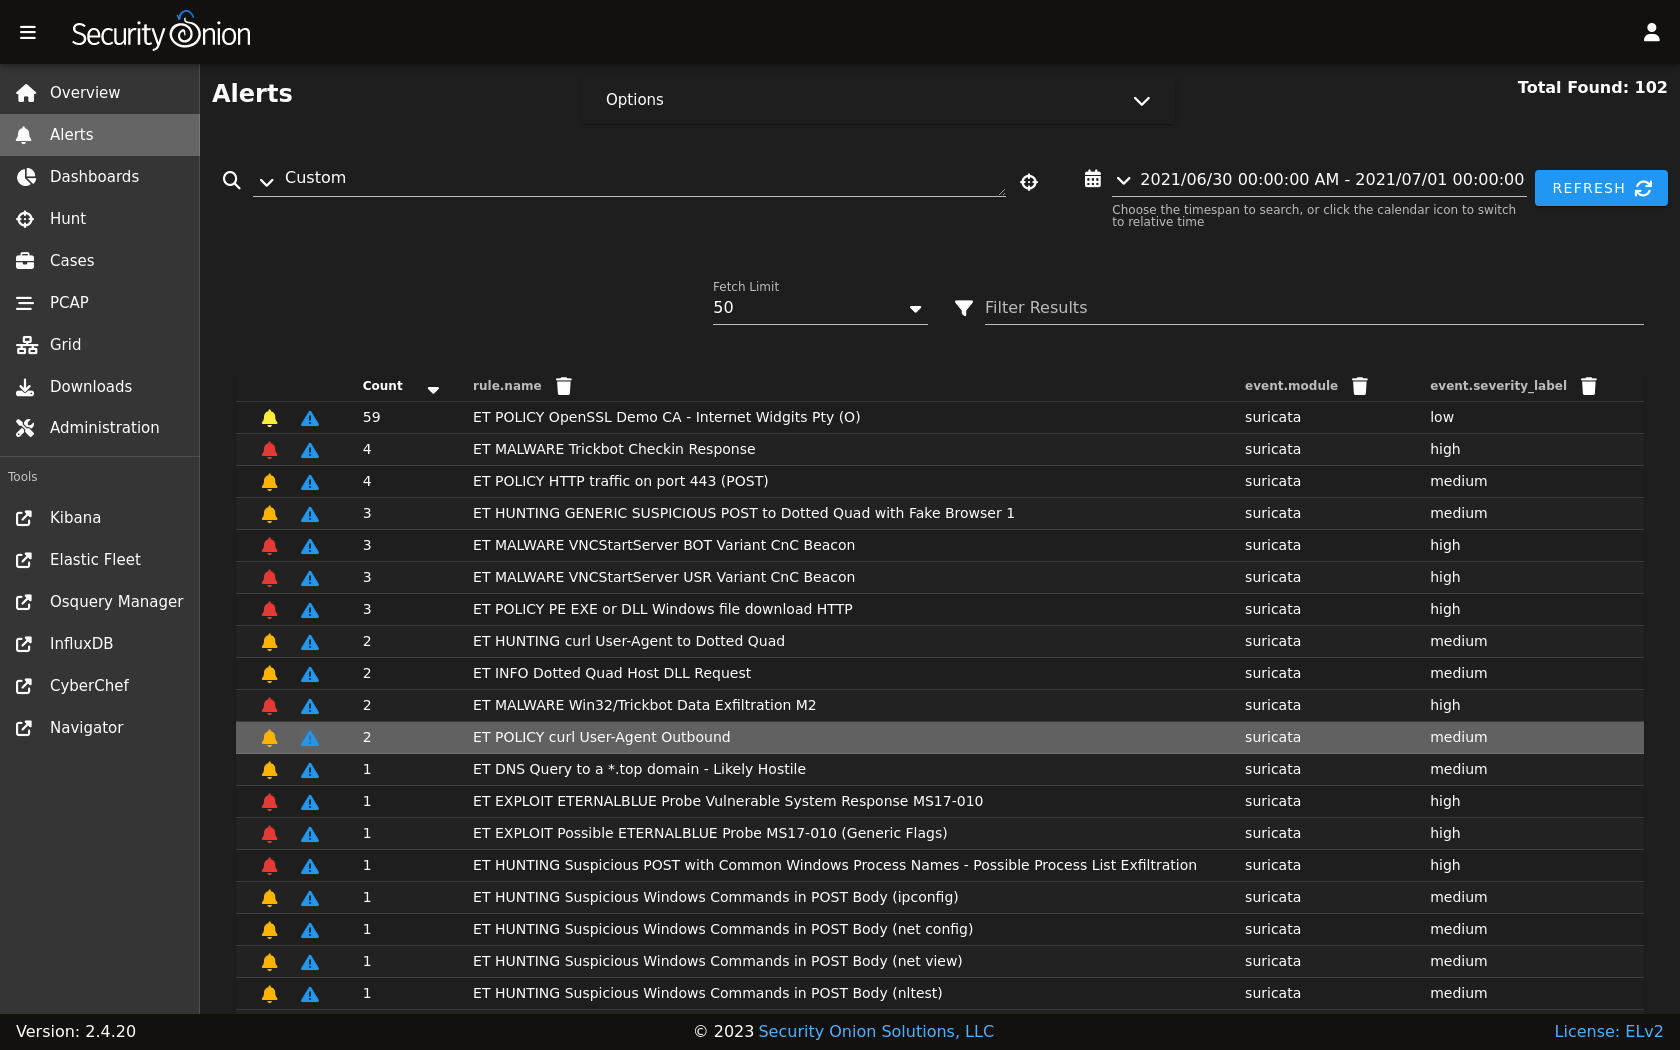 Security Onion
Overview
Alerts
Dashboards
Hunt
Cases
PCAP
Grid
Downloads
Administration
Tools
Kibana
Elastic Fleet
Osquery Manager
InfluxDB
CyberChef
Navigator
Alerts
Options
Total Found: 102
Custom
2021/06/30 00:00:00 AM - 2021/07/01 00:00:00
REFRESH
Choose the timespan to search, or click the calendar icon to switch
to relative time
Fetch Limit
50
Filter Results
Count rule.name event.module event.severity_label
59 ET POLICY OpenSSL Demo CA - Internet Widgits Pty (O) suricata low
4 ET MALWARE Trickbot Checkin Response suricata high
4 ET POLICY HTTP traffic on port 443 (POST) suricata medium
3 ET HUNTING GENERIC SUSPICIOUS POST to Dotted Quad with Fake Browser 1 suricata medium
3 ET MALWARE VNCStartServer BOT Variant CnC Beacon suricata high
3 ET MALWARE VNCStartServer USR Variant CnC Beacon suricata high
3 ET POLICY PE EXE or DLL Windows file download HTTP suricata high
2 ET HUNTING curl User-Agent to Dotted Quad suricata medium
2 ET INFO Dotted Quad Host DLL Request suricata medium
2 ET MALWARE Win32/Trickbot Data Exfiltration M2 suricata high
2 ET POLICY curl User-Agent Outbound suricata medium
1 ET DNS Query to a *.top domain - Likely Hostile suricata medium
1 ET EXPLOIT ETERNALBLUE Probe Vulnerable System Response MS17-010 suricata high
1 ET EXPLOIT Possible ETERNALBLUE Probe MS17-010 (Generic Flags) suricata high
1 ET HUNTING Suspicious POST with Common Windows Process Names - Possible Process List Exfiltration suricata high
1 ET HUNTING Suspicious Windows Commands in POST Body (ipconfig) suricata medium
1 ET HUNTING Suspicious Windows Commands in POST Body (net config) suricata medium
1 ET HUNTING Suspicious Windows Commands in POST Body (net view) suricata medium
1 ET HUNTING Suspicious Windows Commands in POST Body (nltest) suricata medium
Version: 2.4.20
© 2023 Security Onion Solutions, LLC
License: ELv2